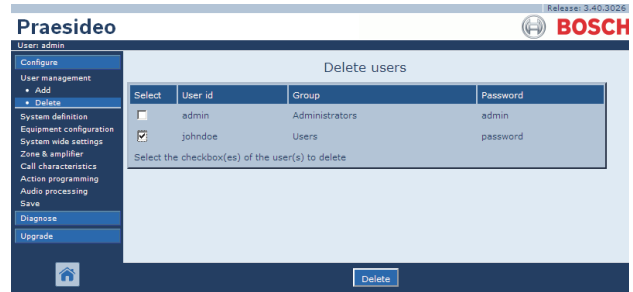 Release: 3.40.3026
Praesideo
BOSCH
User: admin
Configure
User management
• Add
• Delete
System definition
Equipment configuration
System wide settings
Zone & amplifier
Call characteristics
Action programming
Audio processing
Save
Diagnose
Upgrade
Delete users
Select User id Group Password
admin Administrators admin
johndoe Users password
Select the checkbox(es) of the user(s) to delete
Delete